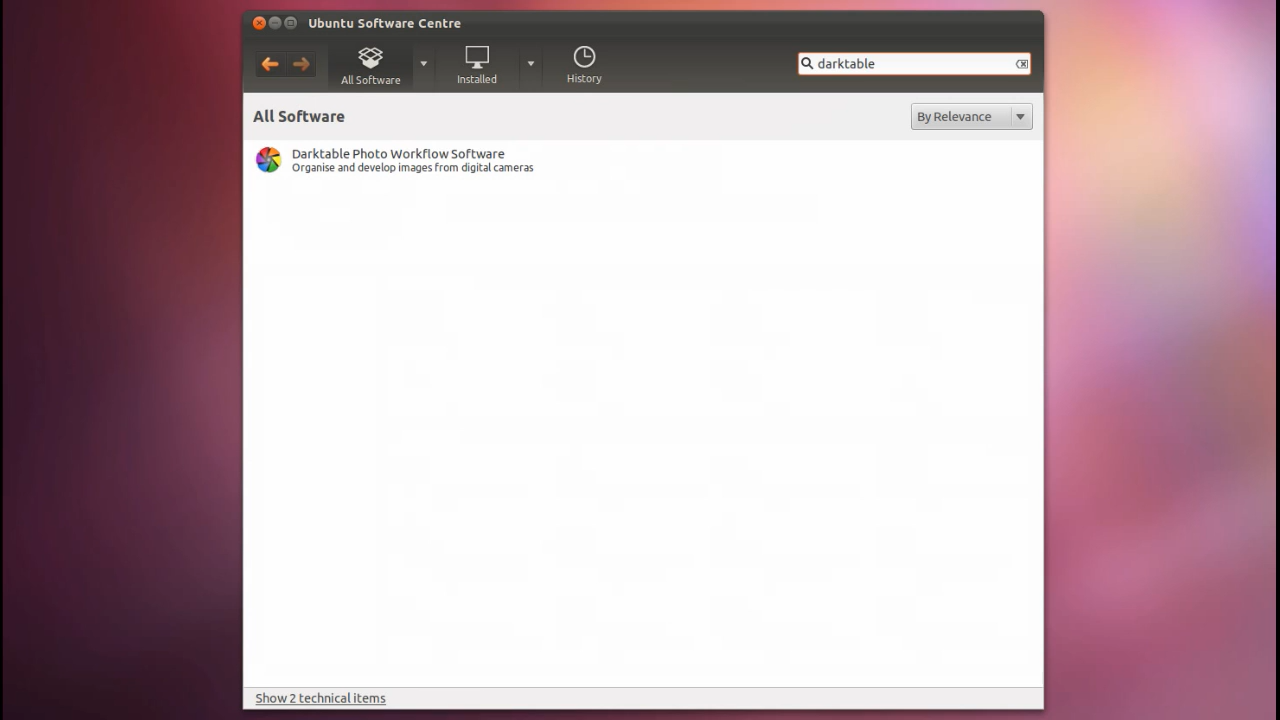 Ubuntu Software Centre
All Software
Installed
History
darktable
All Software
By Relevance
Darktable Photo Workflow Software
Organise and develop images from digital cameras
Show 2 technical items